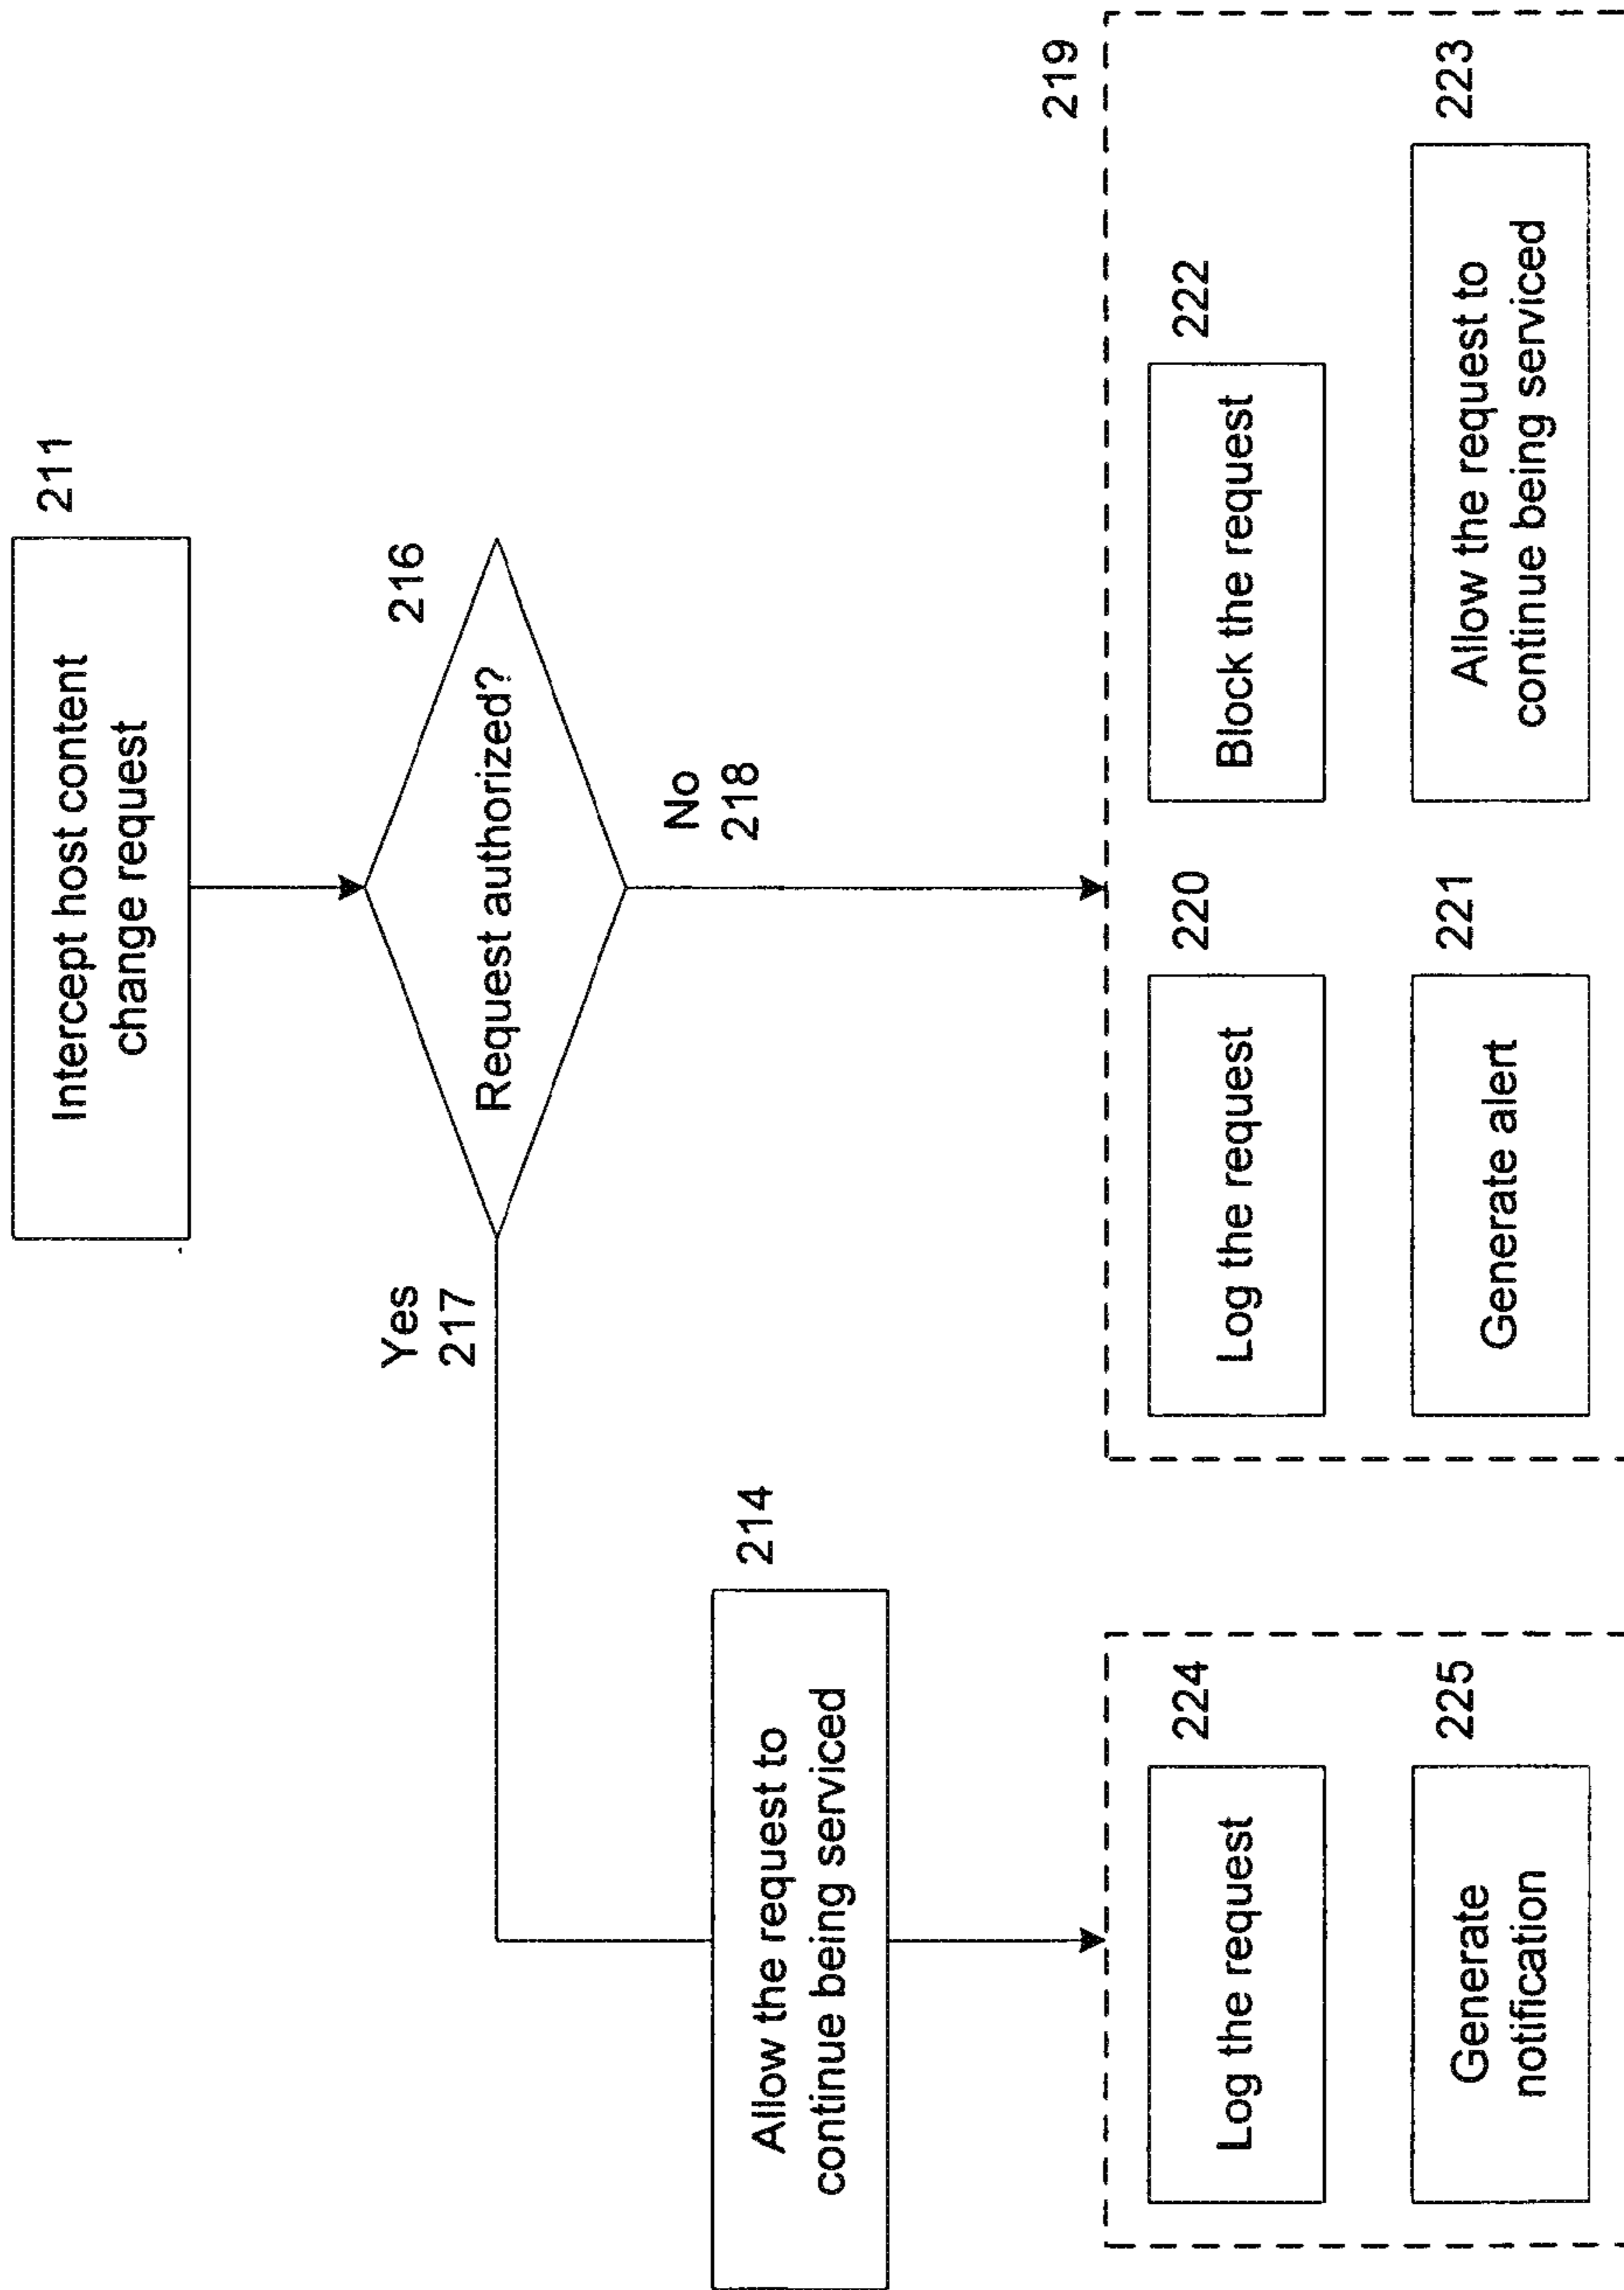 Intercept host content
change request
211
Request authorized?
216
Yes
217
No
218
Allow the request to
continue being serviced
214
219
Log the request
224
Generate
notification
225
Log the request
220
Generate alert
221
Block the request
222
Allow the request to
continue being serviced
223